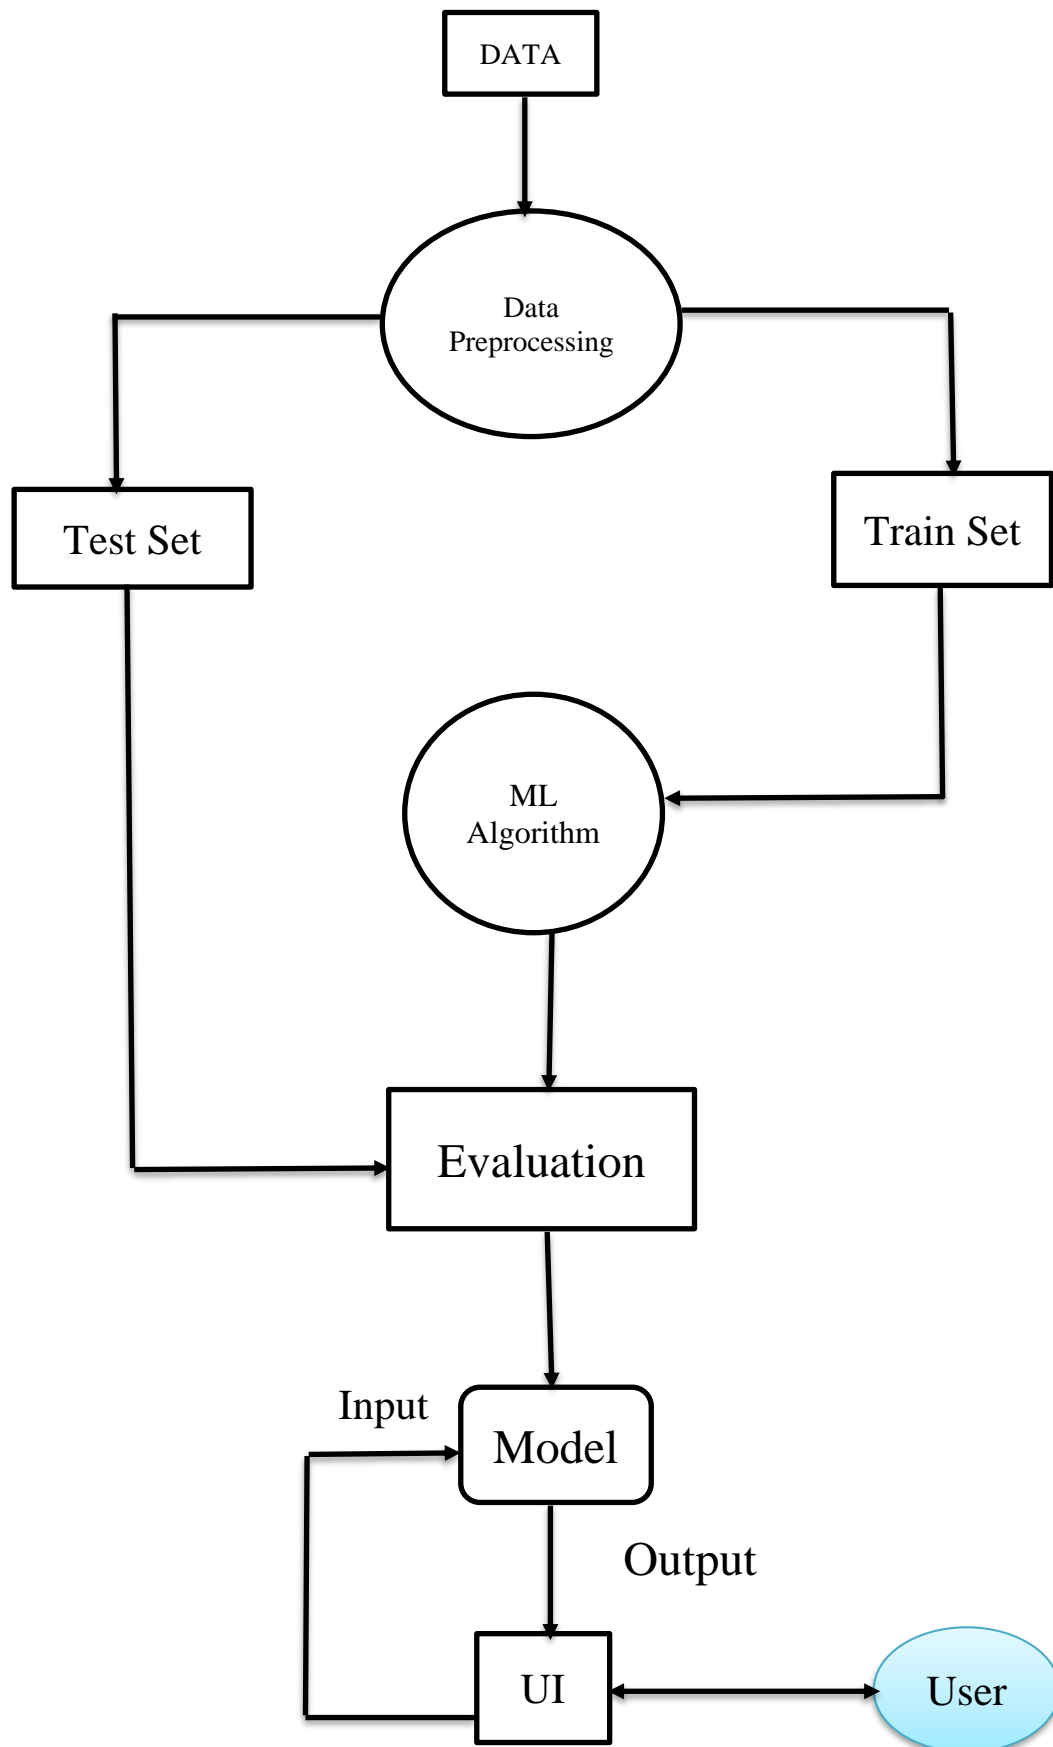 DATA
Data
Preprocessing
Test Set
Train Set
ML
Algorithm
Evaluation
Input
Model
Output
UI
User